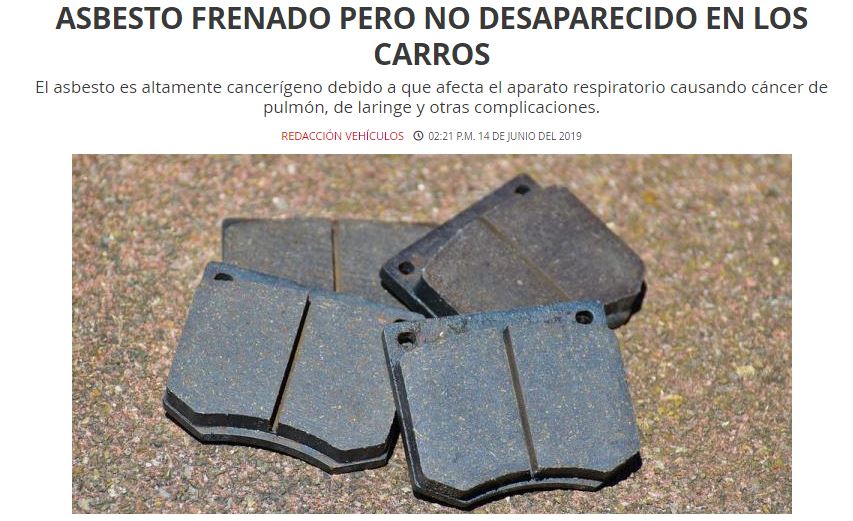 ASBESTO FRENADO PERO NO DESAPARECIDO EN LOS
CARROS
El asbesto es altamente cancerígeno debido a que afecta el aparato respiratorio causando cáncer de
pulmón, de laringe y otras complicaciones.
REDACCIÓN VEHÍCULOS 02:21 P.M. 14 DE JUNIO DEL 2019